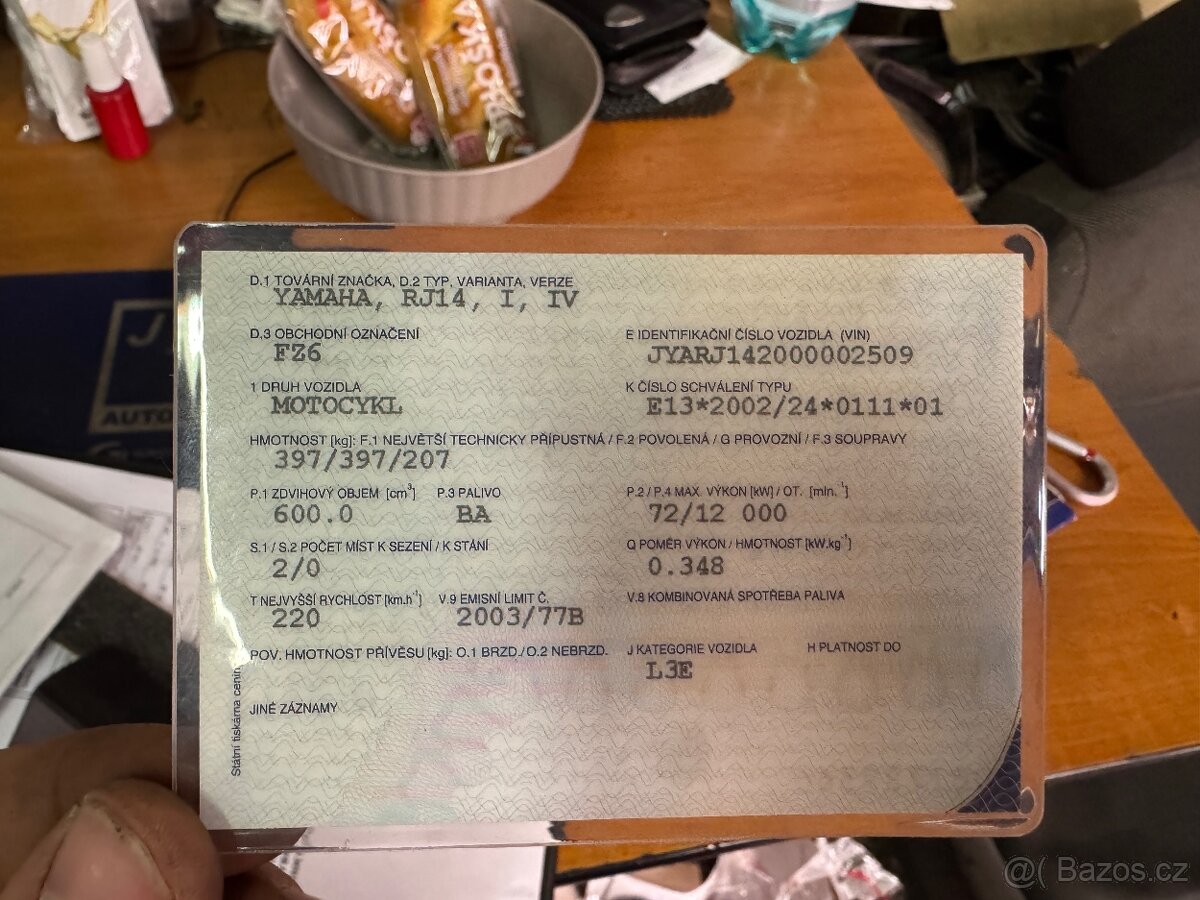 D.1 TOVÁRNÍ ZNAČKA, D.2 TYP, VARIANTA, VERZE
YAMAHA, RJ14, I, IV
D.3 OBCHODNÍ OZNAČENÍ
FZ6
E IDENTIFIKAČNÍ ČÍSLO VOZIDLA (VIN)
JYARJ142000002509
1 DRUH VOZIDLA
MOTOCYKL
K ČÍSLO SCHVÁLENÍ TYPU
E13*2002/24*0111*01
HMOTNOST [kg]: F.1 NEJVĚTŠÍ TECHNICKY PŘÍPUSTNÁ / F.2 POVOLENÁ / G PROVOZNÍ / F.3 SOUPRAVY
397/397/207
P.1 ZDVIHOVÝ OBJEM [cm³]
600.0
P.3 PALIVO
BA
P.2 / P.4 MAX. VÝKON [kW] / OT. [min.⁻¹]
72/12 000
S.1 / S.2 POČET MÍST K SEZENÍ / K STÁNÍ
2/0
Q POMĚR VÝKON / HMOTNOST [kW.kg⁻¹]
0.348
T NEJVYŠŠÍ RYCHLOST [km.h⁻¹]
220
V.9 EMISNÍ LIMIT Č.
2003/77B
V.8 KOMBINOVANÁ SPOTŘEBA PALIVA
POV. HMOTNOST PŘÍVĚSU [kg]: O.1 BRZD./O.2 NEBRZD.
J KATEGORIE VOZIDLA
L3E
H PLATNOST DO
JINÉ ZÁZNAMY
Státní tiskárna cenin
AUTO
@( Bazos.cz